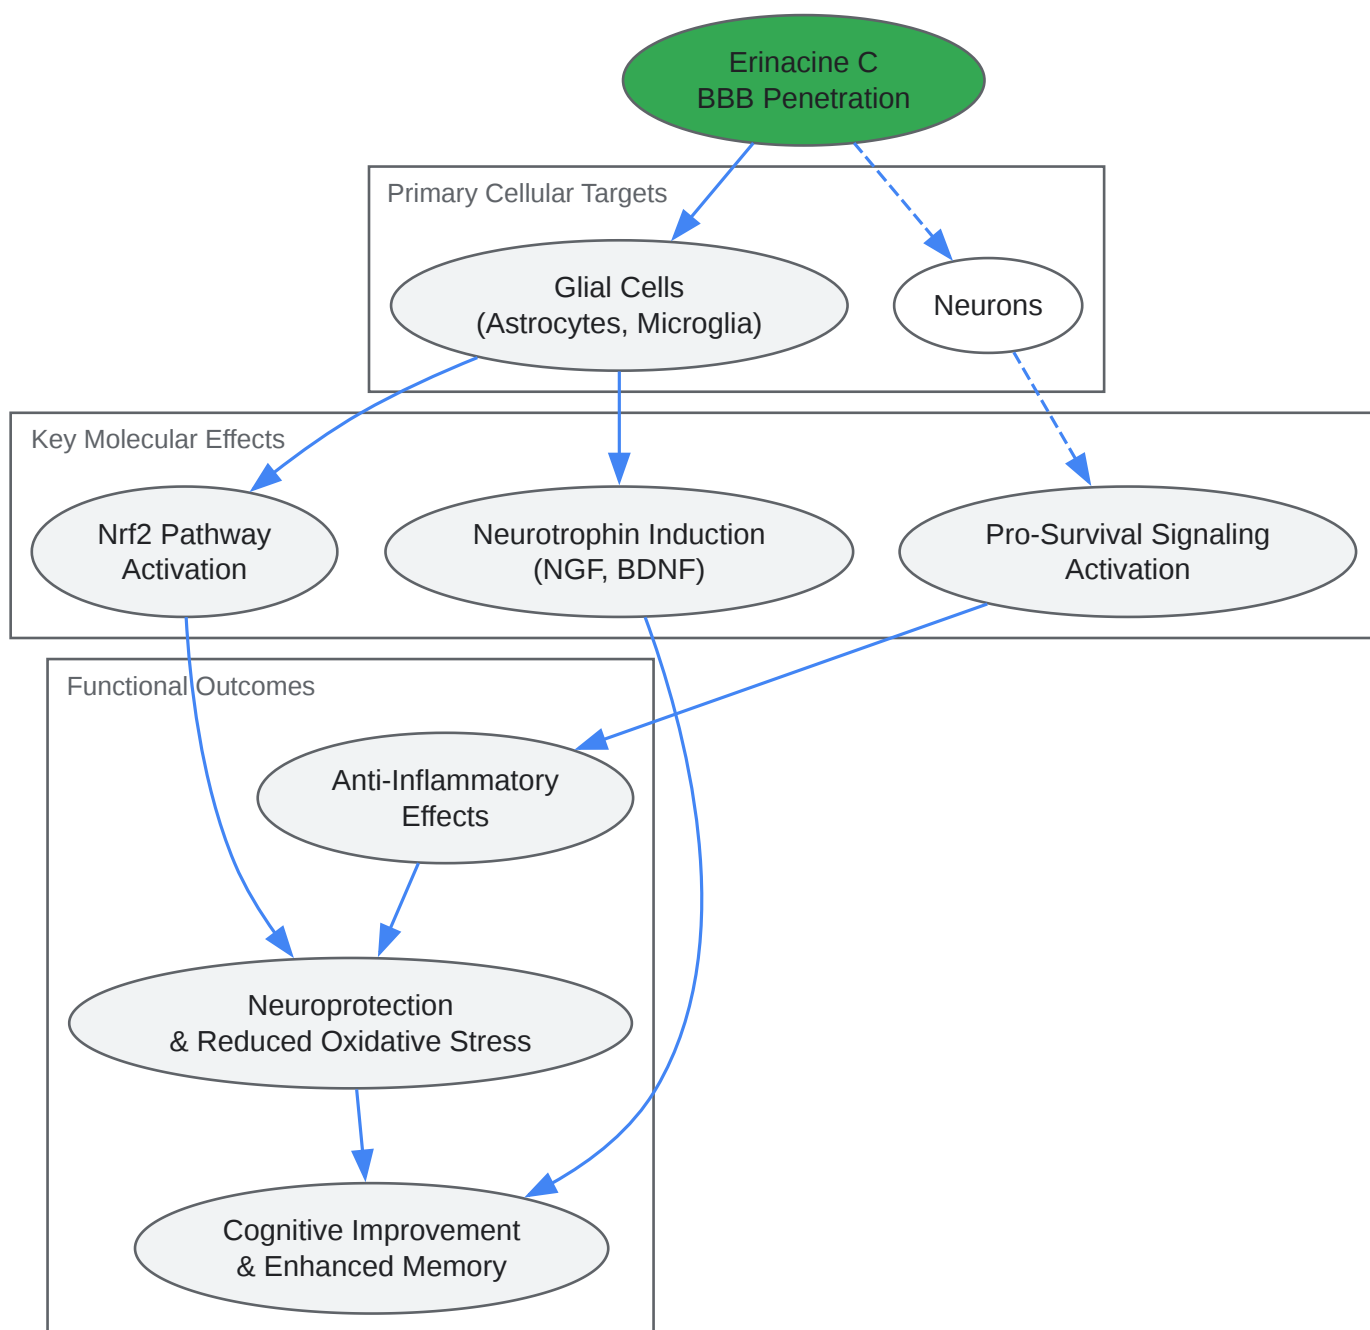 Erinacine C
BBB Penetration
Primary Cellular Targets
Glial Cells
(Astrocytes, Microglia)
Neurons
Key Molecular Effects
Nrf2 Pathway
Activation
Neurotrophin Induction
(NGF, BDNF)
Pro-Survival Signaling
Activation
Functional Outcomes
Anti-Inflammatory
Effects
Neuroprotection
& Reduced Oxidative Stress
Cognitive Improvement
& Enhanced Memory